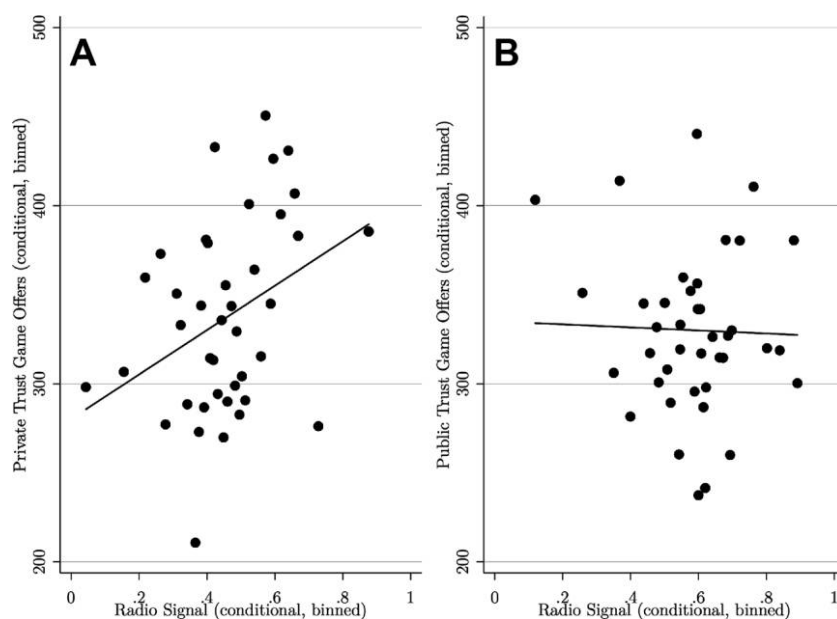 A
Private Trust Game Offers (conditional, binned)
500
400
300
200
0 .2 .4 .6 .8 1
Radio Signal (conditional, binned)
B
Public Trust Game Offers (conditional, binned)
500
400
300
200
0 .2 .4 .6 .8 1
Radio Signal (conditional, binned)